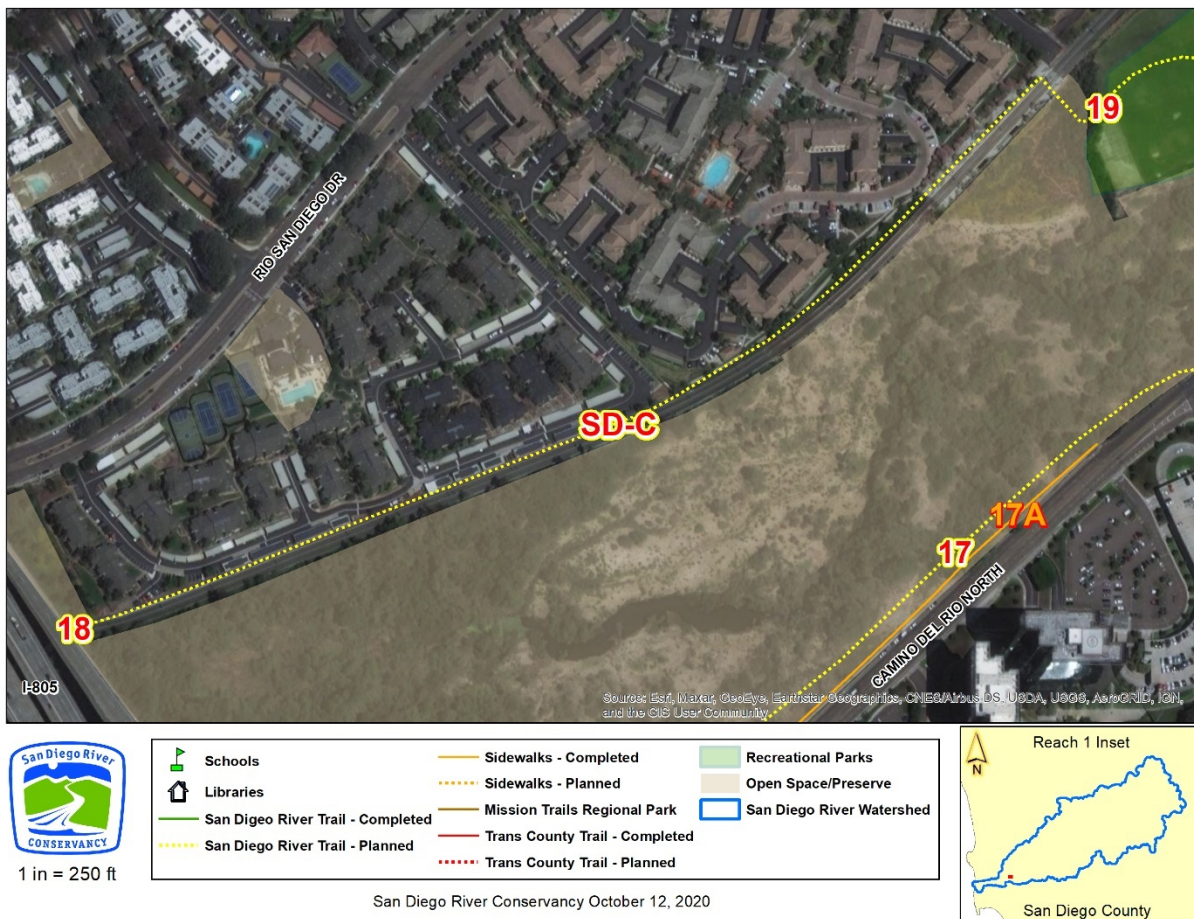 19
RIO SAN DIEGO DR
SD-C
17A
17
CAMINO DEL RIO NORTH
18
I-805
Source: Esri, Maxar, GeoEye, Earthstar Geographics, CNES/Airbus DS, USDA, USGS, AeroGRID, IGN,
and the GIS User Community
San Diego River
CONSERVANCY
1 in = 250 ft
Schools
Libraries
San Digeo River Trail - Completed
San Diego River Trail - Planned
Sidewalks - Completed
Sidewalks - Planned
Mission Trails Regional Park
Trans County Trail - Completed
Trans County Trail - Planned
Recreational Parks
Open Space/Preserve
San Diego River Watershed
San Diego River Conservancy October 12, 2020
Reach 1 Inset
N
San Diego County